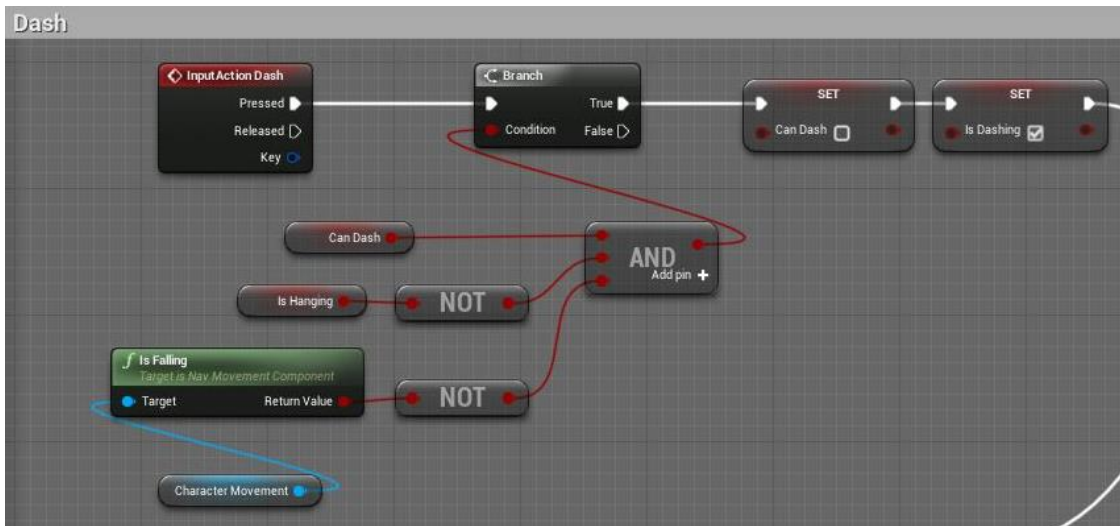 Dash
InputAction Dash
Pressed
Released
Key
Branch
True
Condition
False
SET
Can Dash
SET
Is Dashing
Can Dash
AND
Add pin
Is Hanging
NOT
f Is Falling
Target is Nav Movement Component
Target
Return Value
NOT
Character Movement